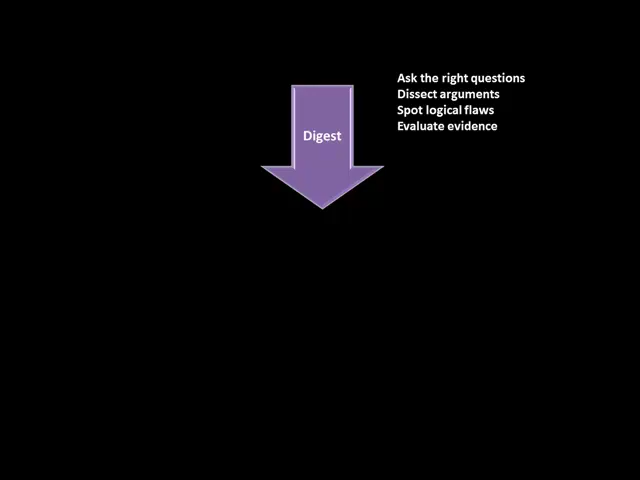 Ask the right questions
Dissect arguments
Spot logical flaws
Evaluate evidence
Digest